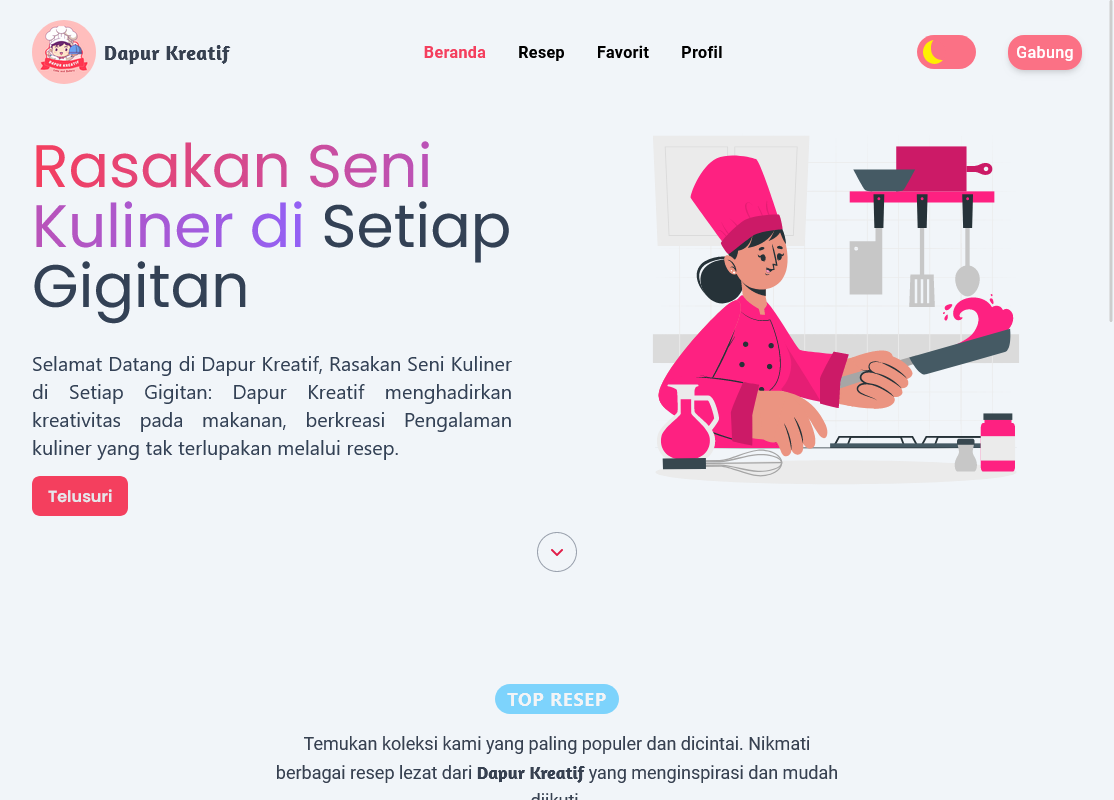 Dapur Kreatif
Beranda
Resep
Favorit
Profil
Gabung
Rasakan Seni
Kuliner di Setiap
Gigitan
Selamat Datang di Dapur Kreatif, Rasakan Seni Kuliner
di Setiap Gigitan: Dapur Kreatif menghadirkan
kreativitas pada makanan, berkreasi Pengalaman
kuliner yang tak terlupakan melalui resep.
Telusuri
TOP RESEP
Temukan koleksi kami yang paling populer dan dicintai. Nikmati
berbagai resep lezat dari Dapur Kreatif yang menginspirasi dan mudah
diikuti.